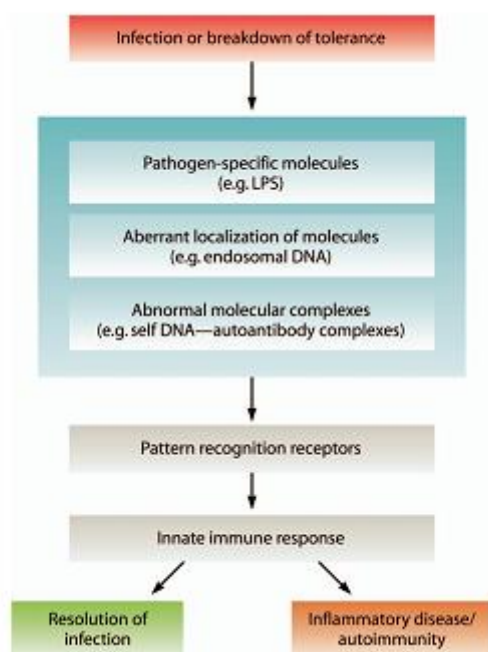 Infection or breakdown of tolerance
Pathogen-specific molecules
(e.g. LPS)
Aberrant localization of molecules
(e.g. endosomal DNA)
Abnormal molecular complexes
(e.g. self DNA—autoantibody complexes)
Pattern recognition receptors
Innate immune response
Resolution of
infection
Inflammatory disease/
autoimmunity